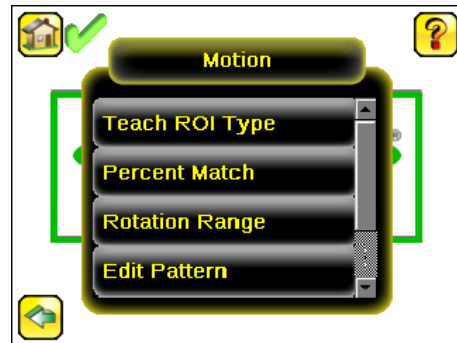 Motion
Teach ROI Type
Percent Match
Rotation Range
Edit Pattern
?
®